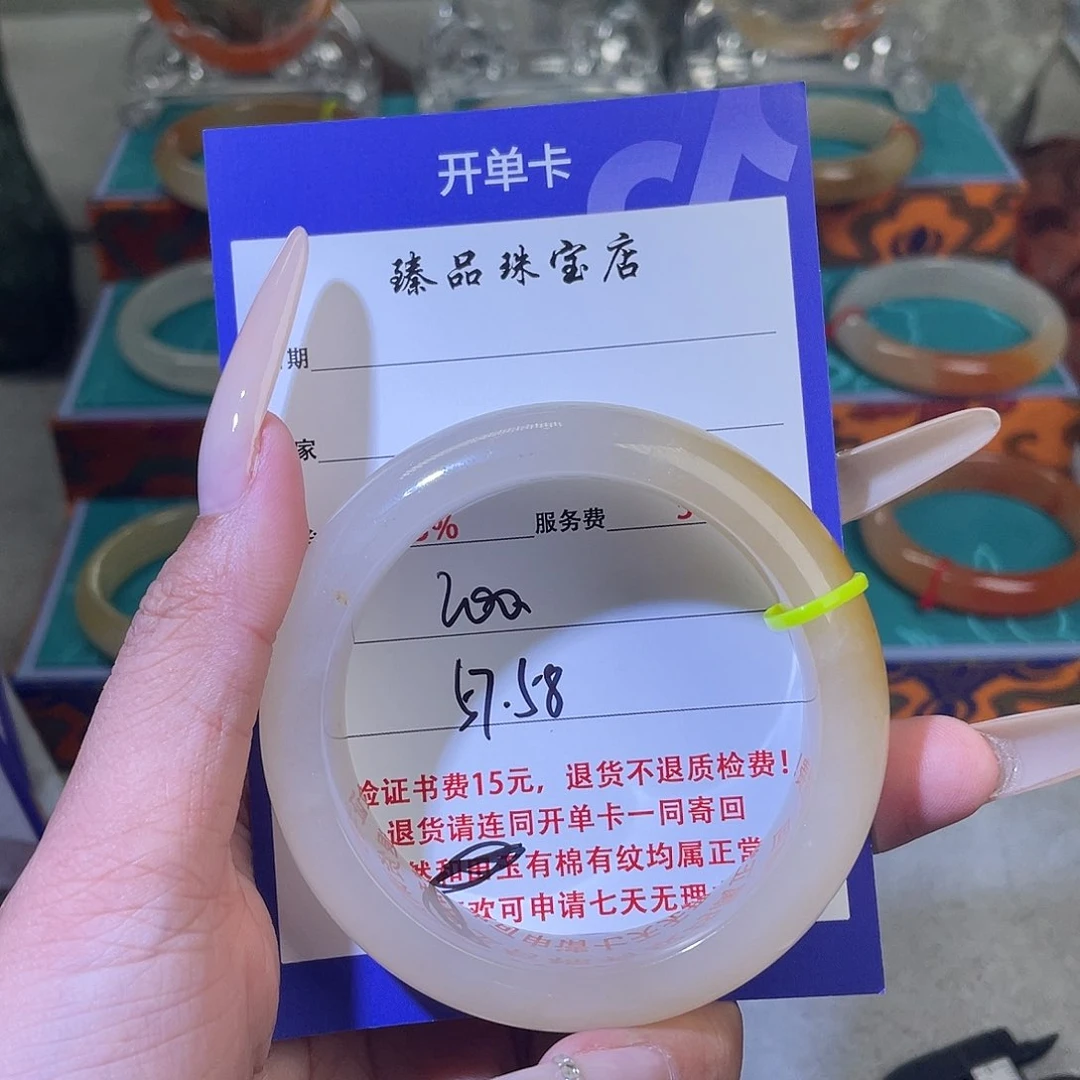 开单卡
臻品珠宝店
期
家
% 服务费 5
200
57.58
验证书费15元，退货不退质检费！
退货请连同开单卡一同寄回
然和田玉有棉有纹均属正常
欢可申请七天无理